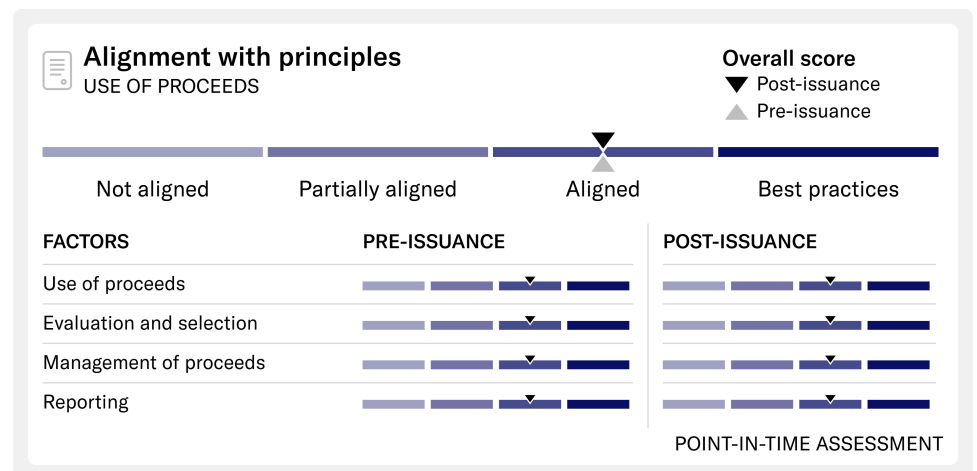 Alignment with principles
USE OF PROCEEDS
Overall score
Post-issuance
Pre-issuance
Not aligned
Partially aligned
Aligned
Best practices
FACTORS
PRE-ISSUANCE
POST-ISSUANCE
Use of proceeds
Evaluation and selection
Management of proceeds
Reporting
POINT-IN-TIME ASSESSMENT